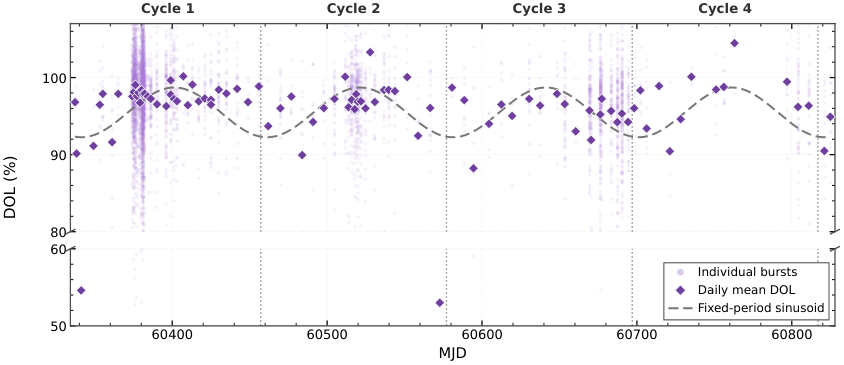 Cycle 1 Cycle 2 Cycle 3 Cycle 4
100
90
80
60
50
DOL (%)
Individual bursts
Daily mean DOL
Fixed-period sinusoid
60400 60500 60600 60700 60800
MJD